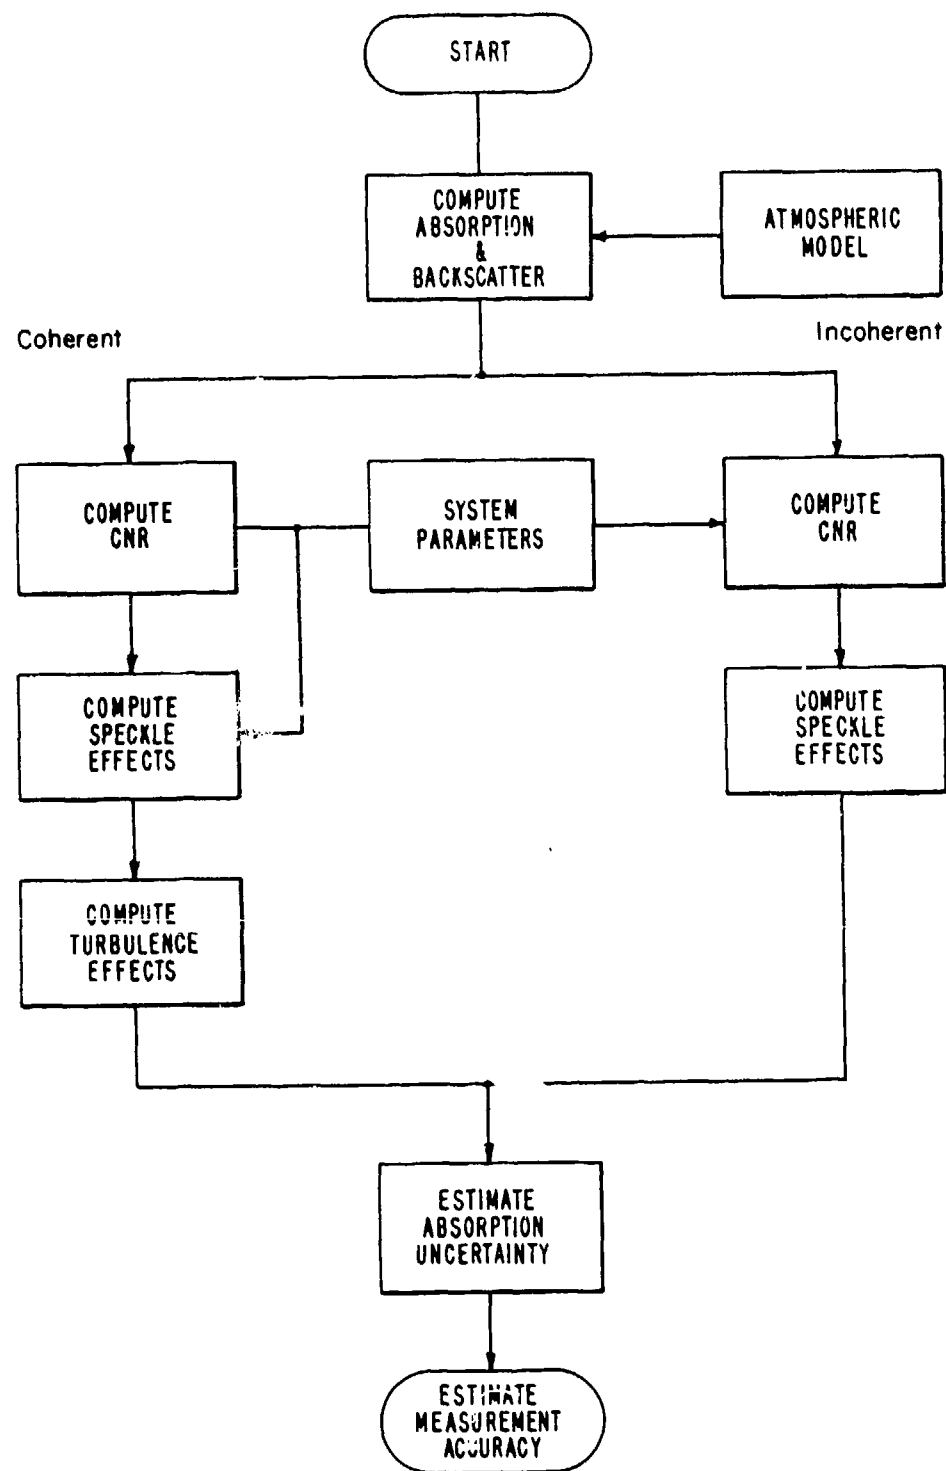 START
COMPUTE
ABSORPTION
&
BACKSCATTER
ATMOSPHERIC
MODEL
Coherent
Incoherent
COMPUTE
CNR
SYSTEM
PARAMETERS
COMPUTE
CNR
COMPUTE
SPECKLE
EFFECTS
COMPUTE
SPECKLE
EFFECTS
COMPUTE
TURBULENCE
EFFECTS
ESTIMATE
ABSORPTION
UNCERTAINTY
ESTIMATE
MEASUREMENT
ACCURACY